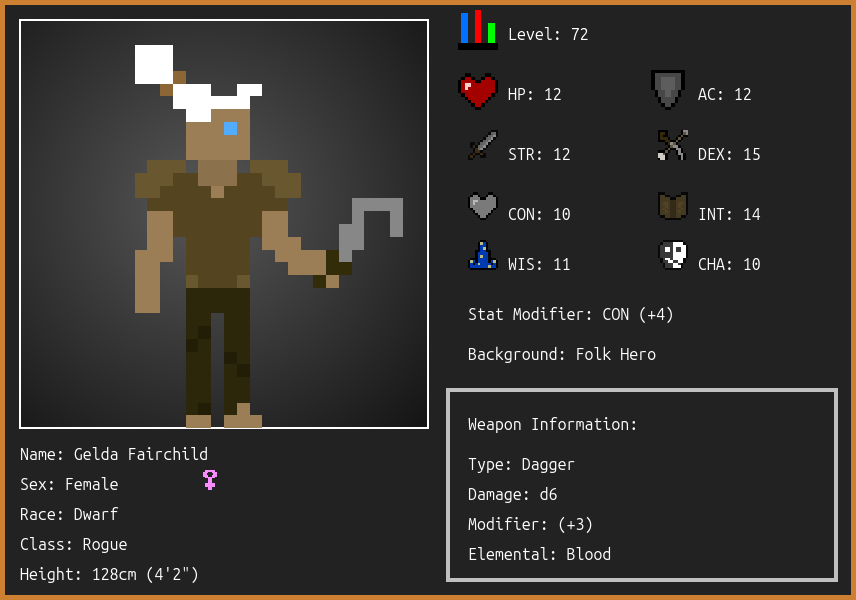 Level: 72
HP: 12
AC: 12
STR: 12
DEX: 15
CON: 10
INT: 14
WIS: 11
CHA: 10
Stat Modifier: CON (+4)
Background: Folk Hero
Weapon Information:
Type: Dagger
Damage: d6
Modifier: (+3)
Elemental: Blood
Name: Gelda Fairchild
Sex: Female
Race: Dwarf
Class: Rogue
Height: 128cm (4'2")